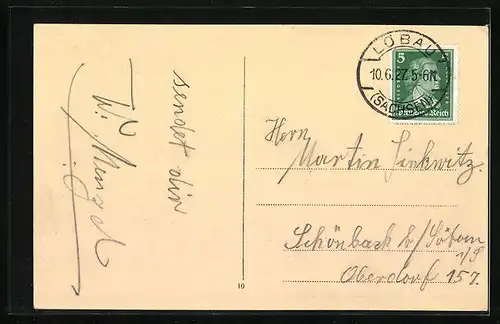 sendet dir
W. Mengel
LÖBAU
10.6.27. 5-6N.
(SACHSEN)
5
Deutsches Reich
Herrn
Martin Linkwitz.
Schönbach b/Löbau
i/S
Oberdorf 157.
10